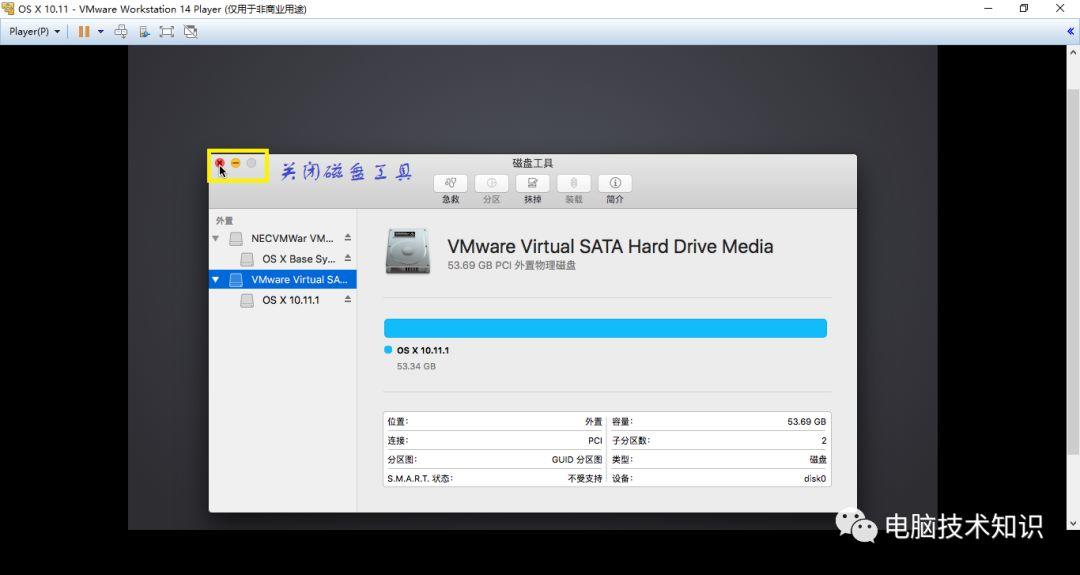 OS X 10.11 - VMware Workstation 14 Player (仅用于非商业用途)
Player(P)
关闭磁盘工具
磁盘工具
急救 分区 抹掉 装载 简介
外置
NECVMWar VM...
OS X Base Sy...
VMware Virtual SA...
OS X 10.11.1
VMware Virtual SATA Hard Drive Media
53.69 GB PCI 外置物理磁盘
OS X 10.11.1
53.34 GB
位置: 外置 容量: 53.69 GB
连接: PCI 子分区数: 2
分区图: GUID 分区图 类型: 磁盘
S.M.A.R.T. 状态: 不受支持 设备: disk0
电脑技术知识